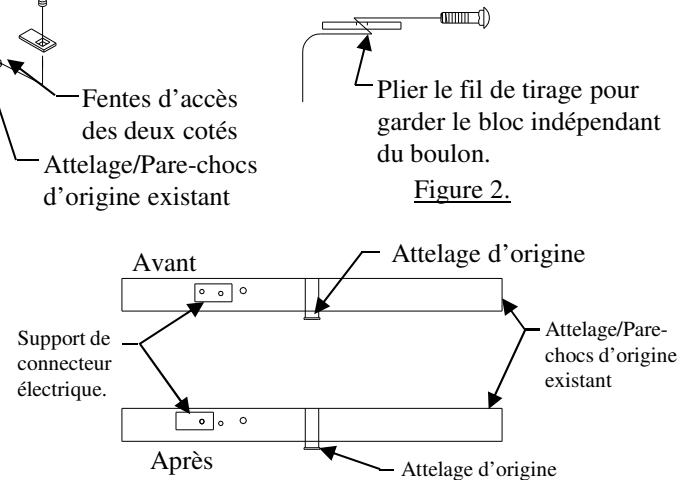 Fentes d'accès
des deux cotés
Attelage/Pare-chocs
d'origine existant
Plier le fil de tirage pour
garder le bloc indépendant
du boulon.
Figure 2.
Avant
Attelage d'origine
Support de
connecteur
électrique.
Attelage/Pare-
chocs d'origine
existant
Après
Attelage d'origine